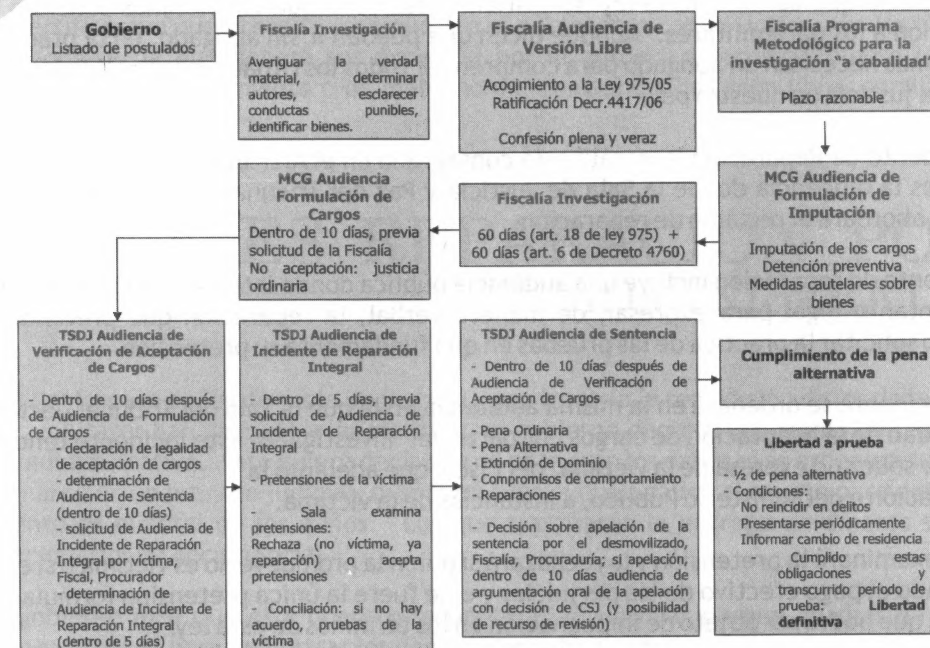 Gobierno
Listado de postulados
Fiscalía Investigación
Averiguar la verdad
material, determinar
autores, esclarecer
conductas punibles,
identificar bienes.
Fiscalía Audiencia de
Versión Libre
Acogimiento a la Ley 975/05
Ratificación Decr.4417/06
Confesión plena y veraz
Fiscalía Programa
Metodológico para la
investigación "a cabalidad"
Plazo razonable
MCG Audiencia de
Formulación de
Imputación
Imputación de los cargos
Detención preventiva
Medidas cautelares sobre
bienes
Fiscalía Investigación
60 días (art. 18 de ley 975) +
60 días (art. 6 de Decreto 4760)
MCG Audiencia
Formulación de
Cargos
Dentro de 10 días, previa
solicitud de la Fiscalía
No aceptación: justicia
ordinaria
TSDJ Audiencia de
Verificación de Aceptación
de Cargos
- Dentro de 10 días después
de Audiencia de Formulación
de Cargos
- declaración de legalidad
de aceptación de cargos
- determinación de
Audiencia de Sentencia
(dentro de 10 días)
- solicitud de Audiencia de
Incidente de Reparación
Integral por víctima o
Fiscal, Procurador
- determinación de
Audiencia de Incidente de
Reparación Integral
(dentro de 5 días)
TSDJ Audiencia de
Incidente de Reparación
Integral
- Dentro de 5 días, previa
solicitud de Audiencia de
Incidente de Reparación
Integral
- Pretensiones de la víctima
- Sala examina
pretensiones:
Rechaza (no víctima, ya
reparación) o acepta
pretensiones
- Conciliación: si no hay
acuerdo, pruebas de la
víctima
TSDJ Audiencia de Sentencia
- Dentro de 10 días después de
Audiencia de Verificación de
Aceptación de Cargos
- Pena Ordinaria
- Pena Alternativa
- Extinción de Dominio
- Compromisos de comportamiento
- Reparaciones
- Decisión sobre apelación de la
sentencia por el desmovilizado,
Fiscalía, Procuraduría; si apelación,
dentro de 10 días audiencia de
argumentación oral de la apelación
con decisión de CSJ (y posibilidad
de recurso de revisión)
Cumplimiento de la pena
alternativa
Libertad a prueba
- ½ de pena alternativa
- Condiciones:
No reincidir en delitos
Presentarse periódicamente
Informar cambio de residencia
Cumplido estas
obligaciones y
transcurrido período de
prueba: Libertad
definitiva